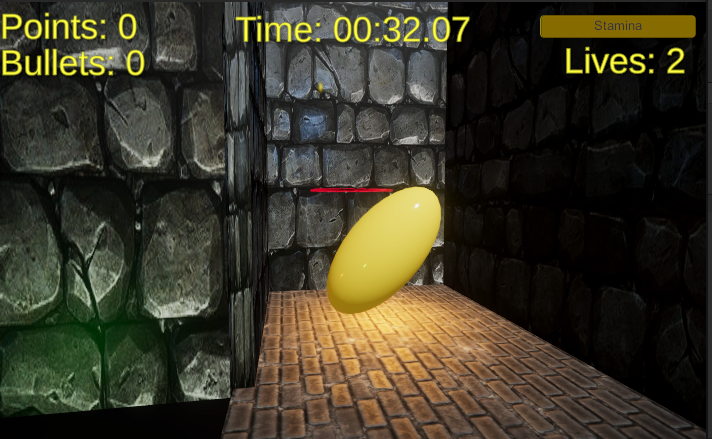 Points: 0
Time: 00:32.07
Stamina
Bullets: 0
Lives: 2